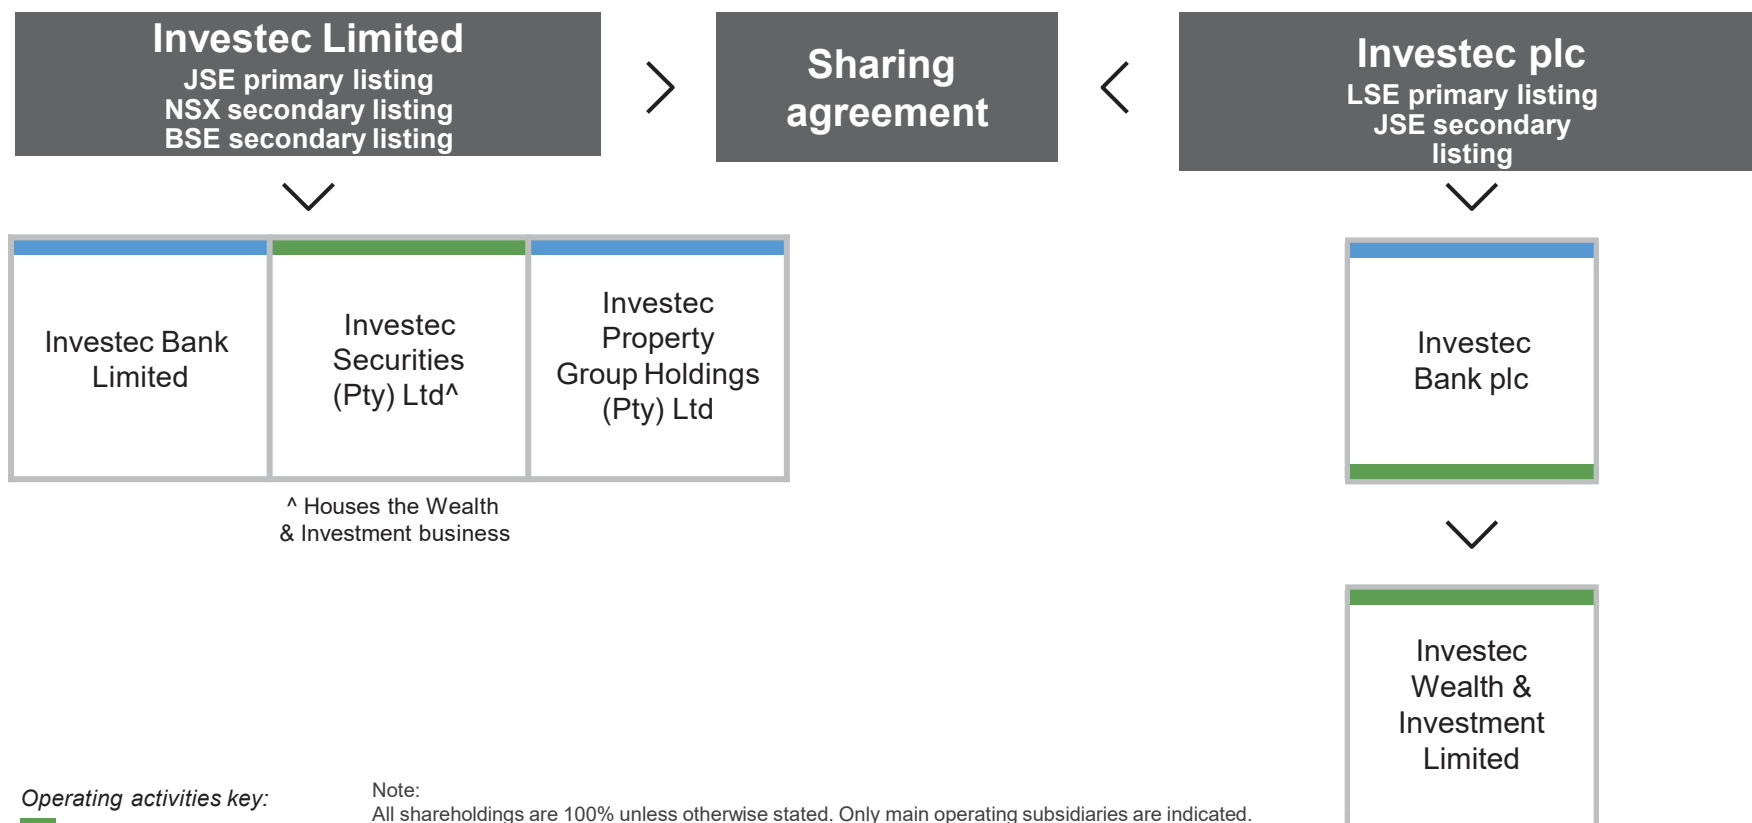 Investec Limited
JSE primary listing
NSX secondary listing
BSE secondary listing
Sharing
agreement
Investec plc
LSE primary listing
JSE secondary
listing
Investec Bank
Limited
Investec
Securities
(Pty) Ltd^
Investec
Property
Group Holdings
(Pty) Ltd
Investec
Bank plc
^ Houses the Wealth
& Investment business
Investec
Wealth &
Investment
Limited
Operating activities key:
Note:
All shareholdings are 100% unless otherwise stated. Only main operating subsidiaries are indicated.